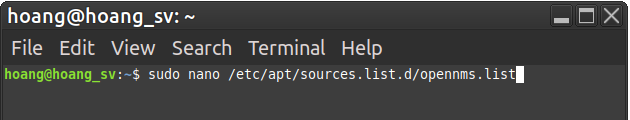 hoang@hoang_sv: ~
File Edit View Search Terminal Help
hoang@hoang_sv:~$ sudo nano /etc/apt/sources.list.d/opennms.list